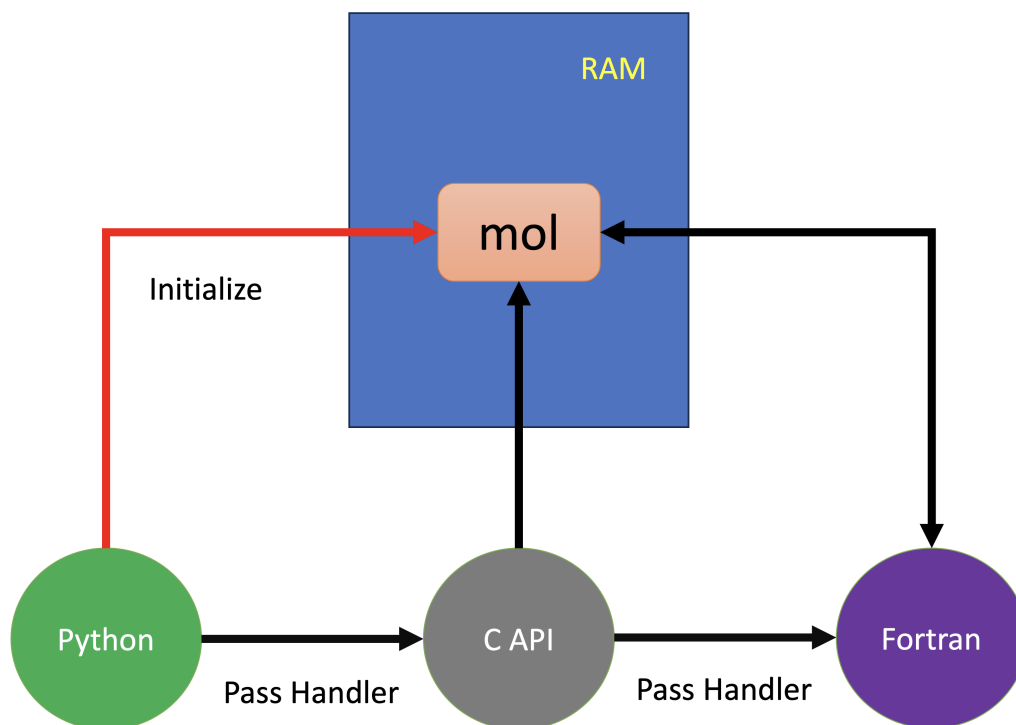 RAM
mol
Initialize
Python
C API
Fortran
Pass Handler
Pass Handler